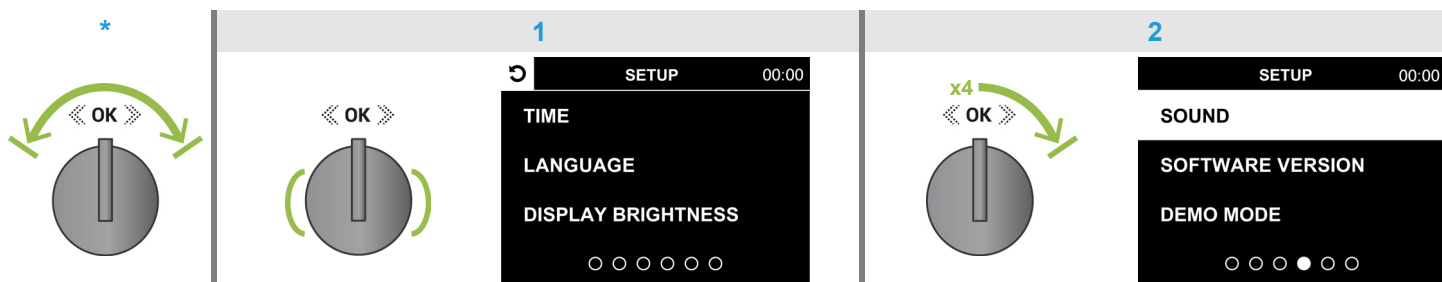 *
OK
1
OK
SETUP 00:00
TIME
LANGUAGE
DISPLAY BRIGHTNESS
2
x4
OK
SETUP 00:00
SOUND
SOFTWARE VERSION
DEMO MODE